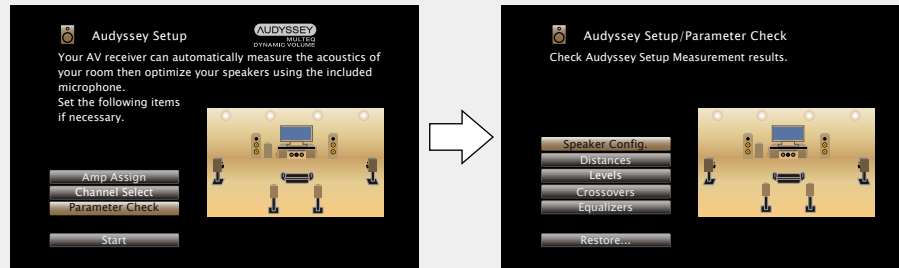 Audyssey Setup
AUDYSSEY
MULTEQ
DYNAMIC VOLUME
Your AV receiver can automatically measure the acoustics of
your room then optimize your speakers using the included
microphone.
Set the following items
if necessary.
Amp Assign
Channel Select
Parameter Check
Start
Audyssey Setup/Parameter Check
Check Audyssey Setup Measurement results.
Speaker Config.
Distances
Levels
Crossovers
Equalizers
Restore...